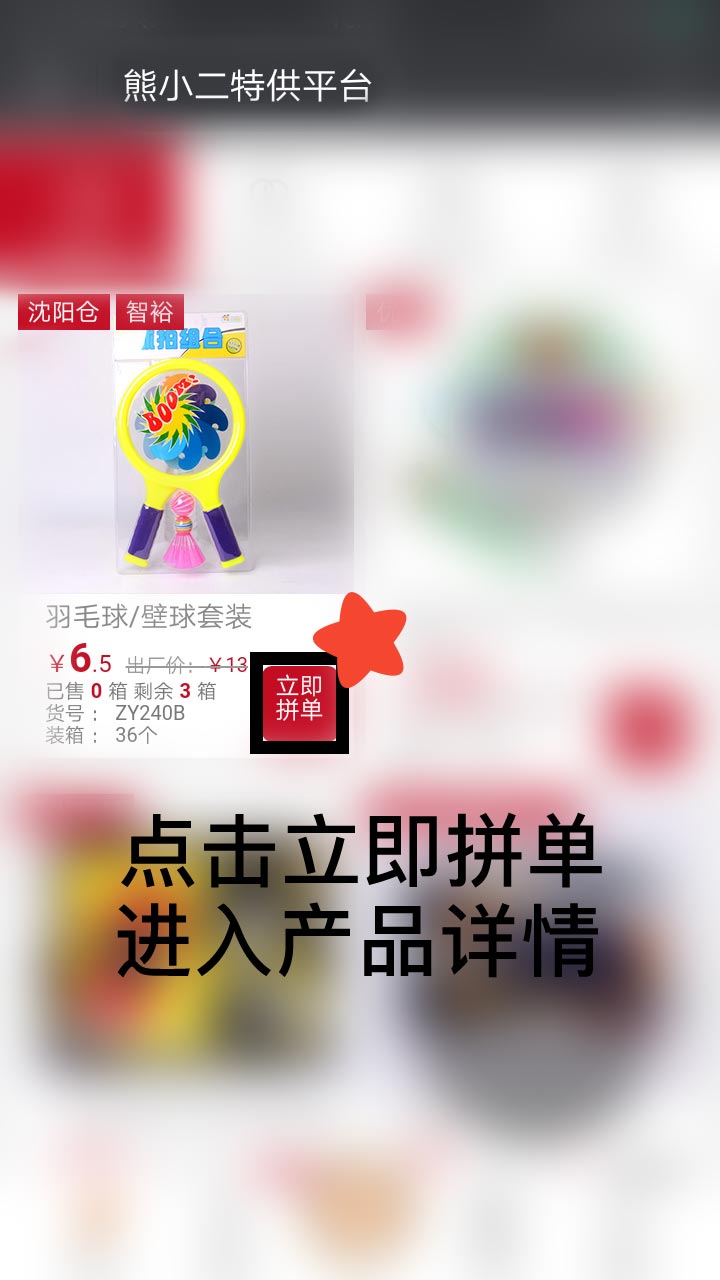 熊小二特供平台
沈阳仓 智裕
拍组合
BOOM!
羽毛球/壁球套装
￥6.5 出厂价：￥13
已售 0 箱 剩余 3 箱
货号： ZY240B
装箱： 36个
立即
拼单
点击立即拼单
进入产品详情